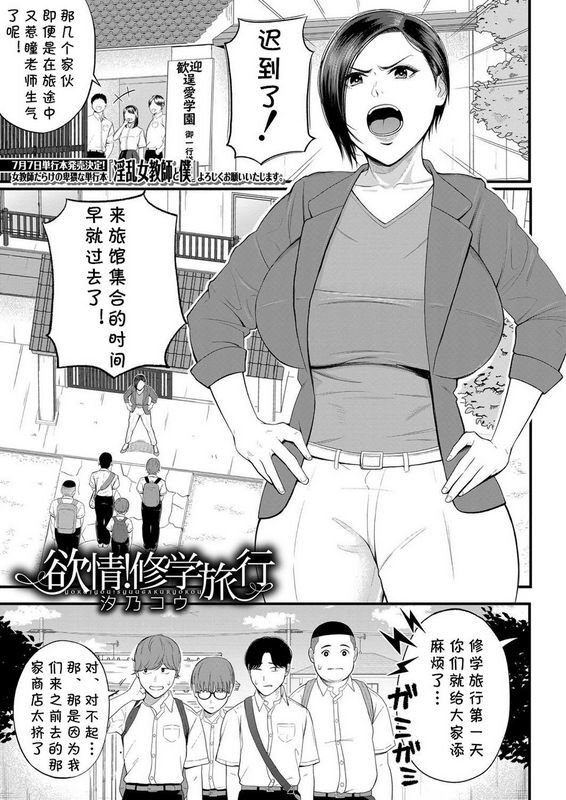 迟到了！
那几个家伙
即便是在旅途中
又惹瞳老师生气
了呢！
歓迎
逢愛学園
御一行様
7月7日単行本発売決定！
女教師だらけの卑猥な単行本
『淫乱女教師と僕』
よろしくお願いいたします。
来旅馆集合的时间
早就过去了！
欲情！修学旅行
yokujou!syuugakuryokou
汐乃コウ
修学旅行第一天
你们就给大家添
麻烦了…
ガミガミ
对、对不起…
那、那是因为我
们来之前去的那
家商店太挤了